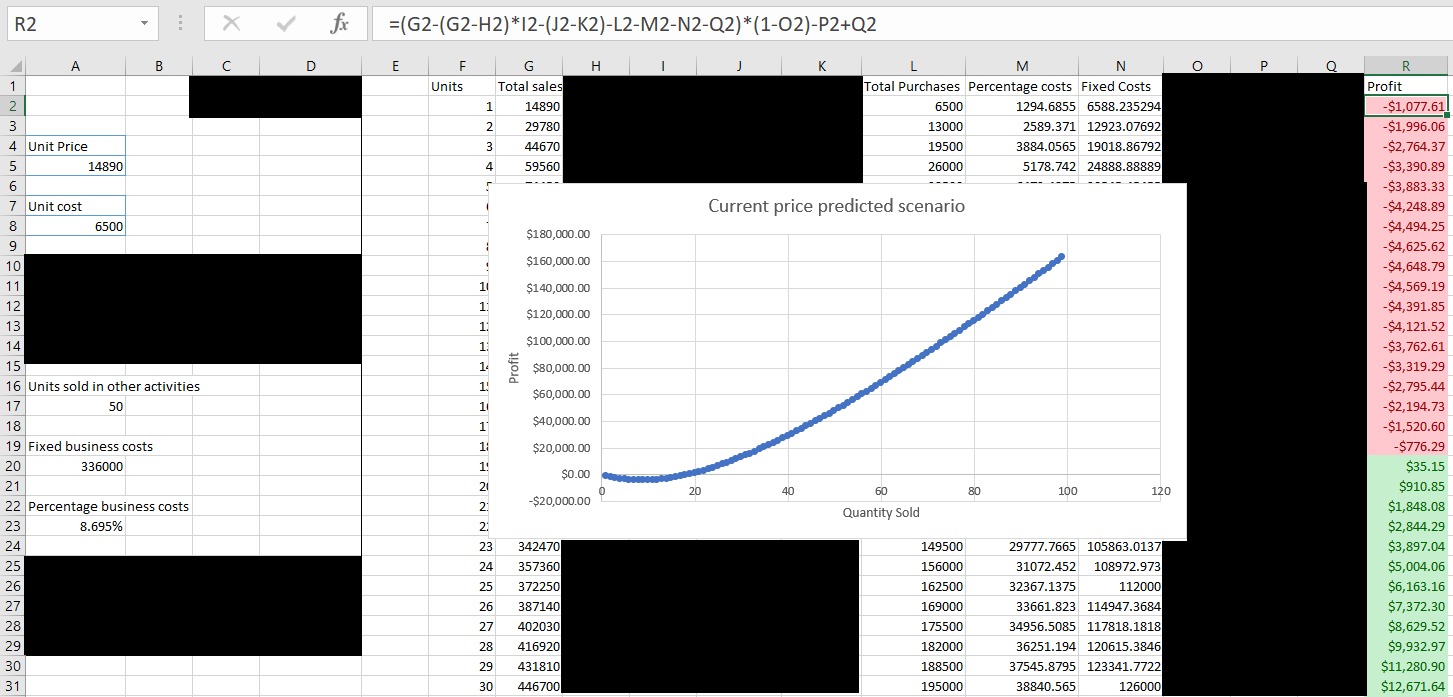 R2 fx =(G2-(G2-H2)*I2-(J2-K2)-L2-M2-N2-Q2)*(1-O2)-P2+Q2
A B C D E F G H I J K L M N O P Q R
1 Units Total sales Total Purchases Percentage costs Fixed Costs Profit
2 1 14890 6500 1294.6855 6588.235294 -$1,077.61
3 2 29780 13000 2589.371 12923.07692 -$1,996.06
4 Unit Price 3 44670 19500 3884.0565 19018.86792 -$2,764.37
5 14890 4 59560 26000 5178.742 24888.88889 -$3,390.89
6 -$3,883.33
7 Unit cost -$4,248.89
8 6500 -$4,494.25
9 -$4,625.62
10 -$4,648.79
11 -$4,569.19
12 -$4,391.85
13 -$4,121.52
14 -$3,762.61
15 -$3,319.29
16 Units sold in other activities -$2,795.44
17 50 -$2,194.73
18 -$1,520.60
19 Fixed business costs -$776.29
20 336000 $35.15
21 $910.85
22 Percentage business costs $1,848.08
23 8.695% $2,844.29
24 23 342470 149500 29777.7665 105863.0137 $3,897.04
25 24 357360 156000 31072.452 108972.973 $5,004.06
26 25 372250 162500 32367.1375 112000 $6,163.16
27 26 387140 169000 33661.823 114947.3684 $7,372.30
28 27 402030 175500 34956.5085 117818.1818 $8,629.52
29 28 416920 182000 36251.194 120615.3846 $9,932.97
30 29 431810 188500 37545.8795 123341.7722 $11,280.90
31 30 446700 195000 38840.565 126000 $12,671.64
Current price predicted scenario
$180,000.00
$160,000.00
$140,000.00
$120,000.00
$100,000.00
$80,000.00
$60,000.00
$40,000.00
$20,000.00
$0.00
-$20,000.00
Profit
0 20 40 60 80 100 120
Quantity Sold